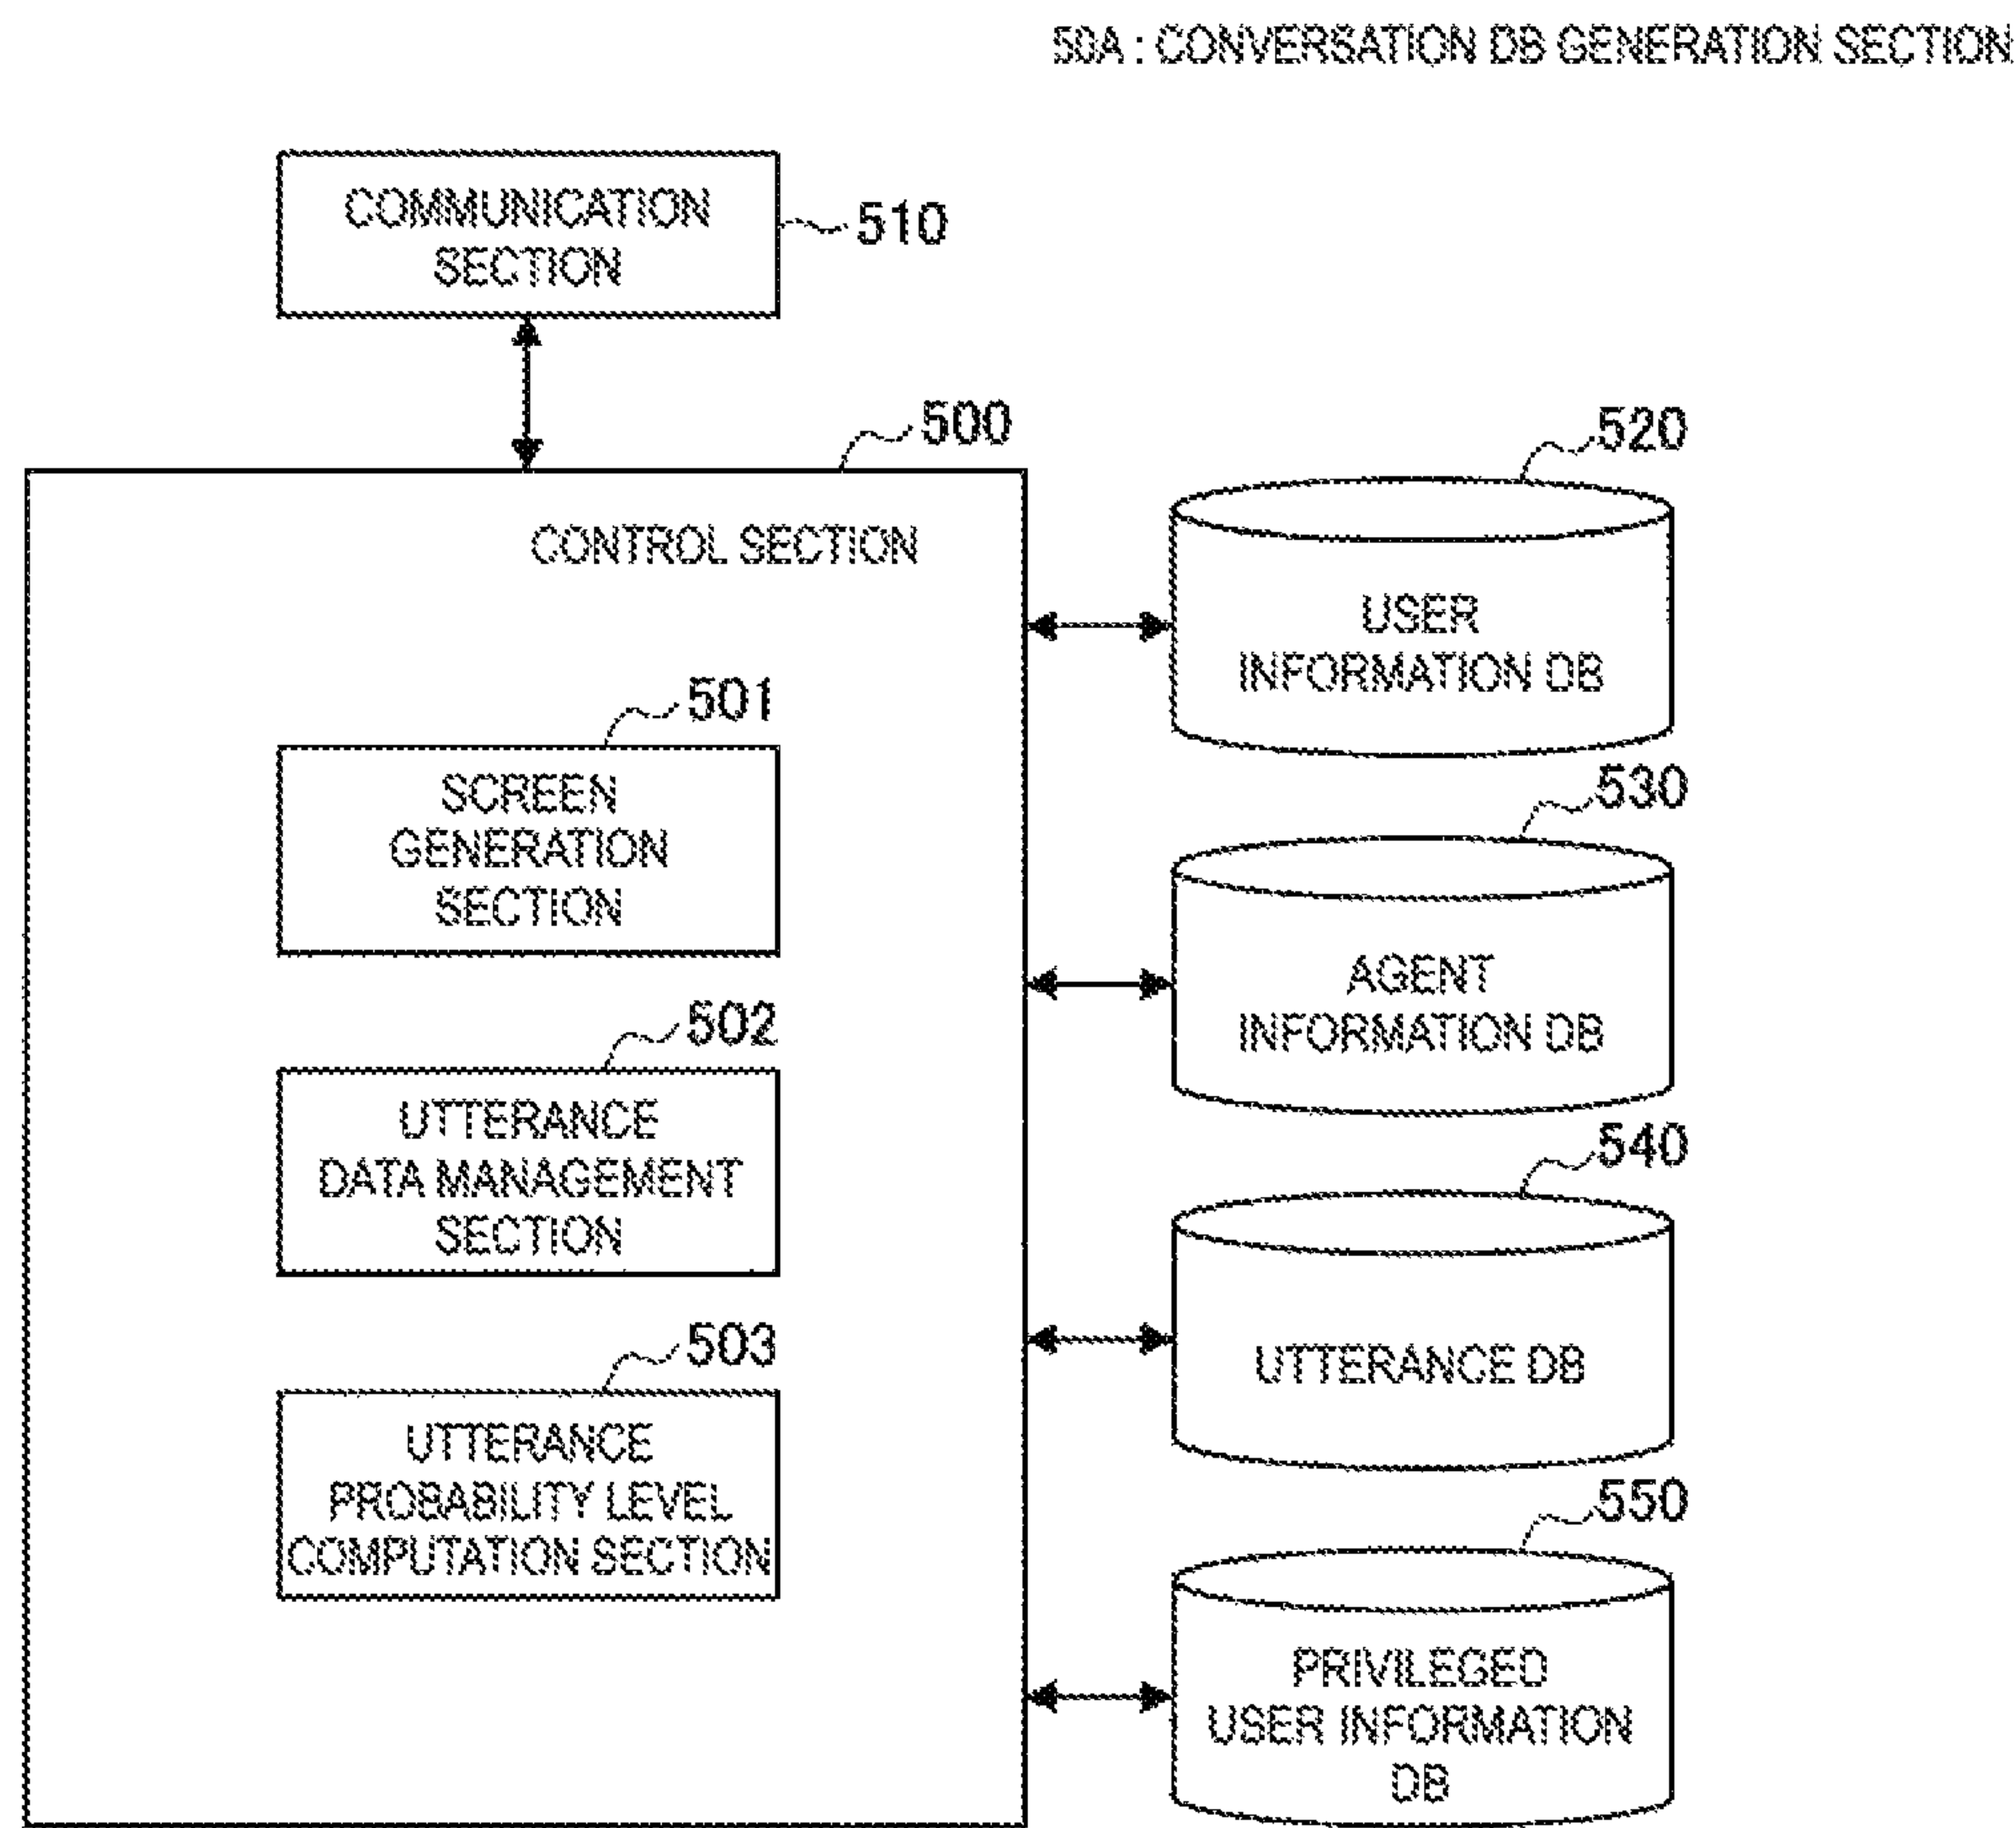 50A : CONVERSATION DB GENERATION SECTION
COMMUNICATION
SECTION
510
500
CONTROL SECTION
501
SCREEN
GENERATION
SECTION
502
UTTERANCE
DATA MANAGEMENT
SECTION
503
UTTERANCE
PROBABILITY LEVEL
COMPUTATION SECTION
520
USER
INFORMATION DB
530
AGENT
INFORMATION DB
540
UTTERANCE DB
550
PRIVILEGED
USER INFORMATION
DB